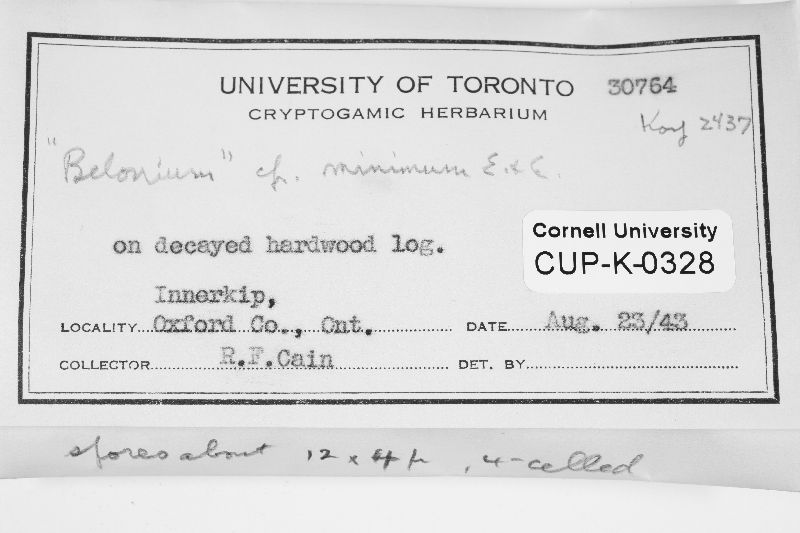 UNIVERSITY OF TORONTO 30764
CRYPTOGAMIC HERBARIUM
Korf 2437
"Belonium" cf. minimum E. & E.
on decayed hardwood log.
Cornell University
CUP-K-0328
Innerkip,
LOCALITY Oxford Co., Ont. DATE Aug. 23/43
COLLECTOR R.F.Cain DET. BY
spores about 12 x 4 µ, 4-celled